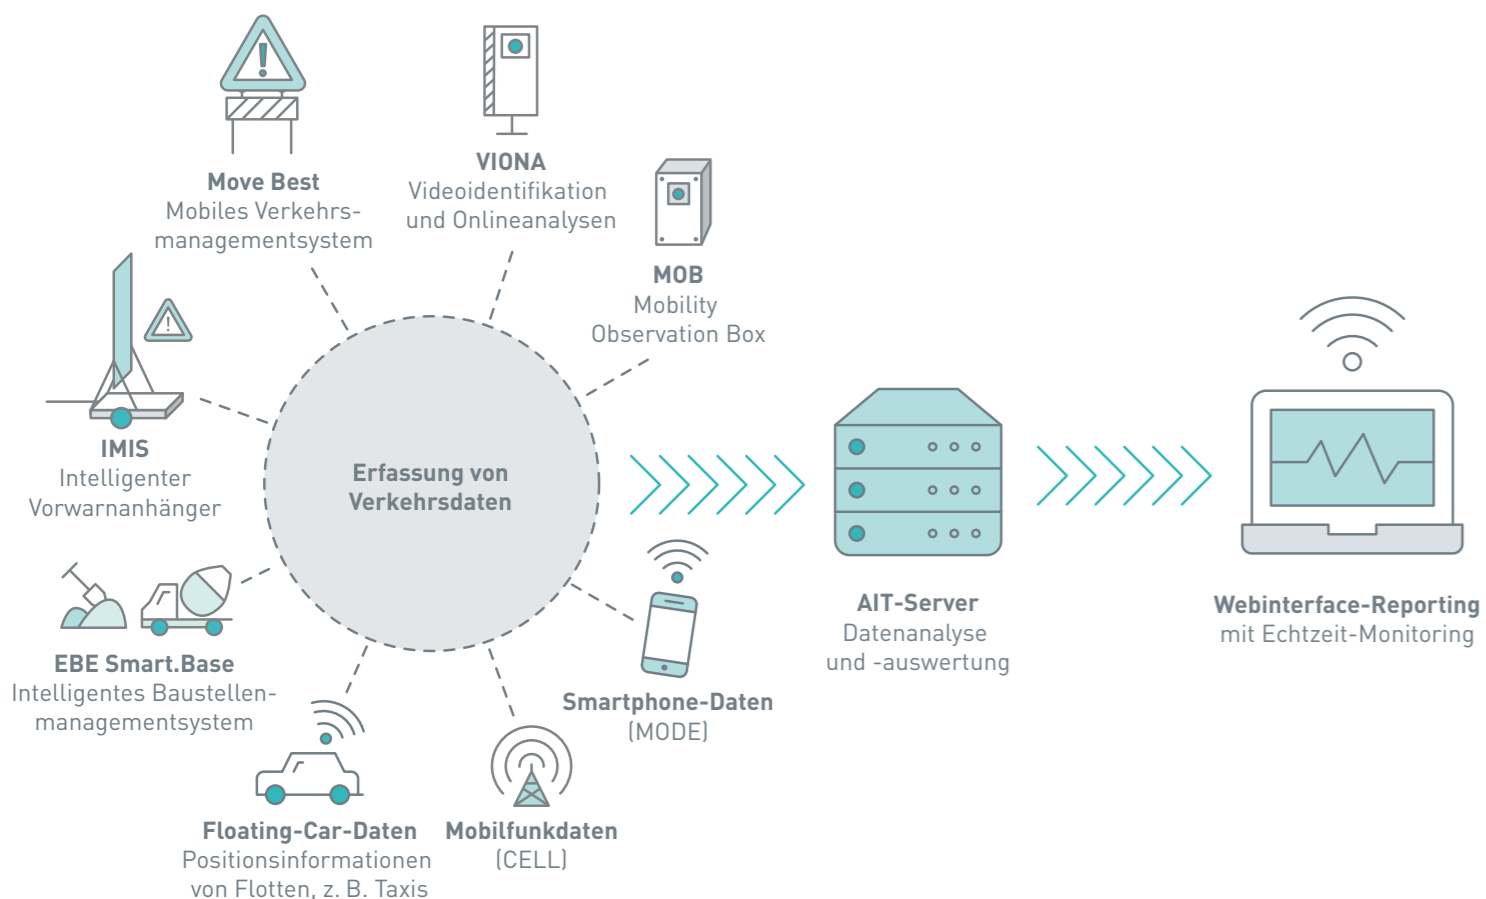 Move Best
Mobiles Verkehrs-
managementsystem
VIONA
Videoidentifikation
und Onlineanalysen
MOB
Mobility
Observation Box
IMIS
Intelligenter
Vorwarnanhänger
Erfassung von
Verkehrsdaten
EBE Smart.Base
Intelligentes Baustellen-
managementsystem
Floating-Car-Daten
Positionsinformationen
von Flotten, z. B. Taxis
Mobilfunkdaten
(CELL)
Smartphone-Daten
(MODE)
AIT-Server
Datenanalyse
und -auswertung
Webinterface-Reporting
mit Echtzeit-Monitoring